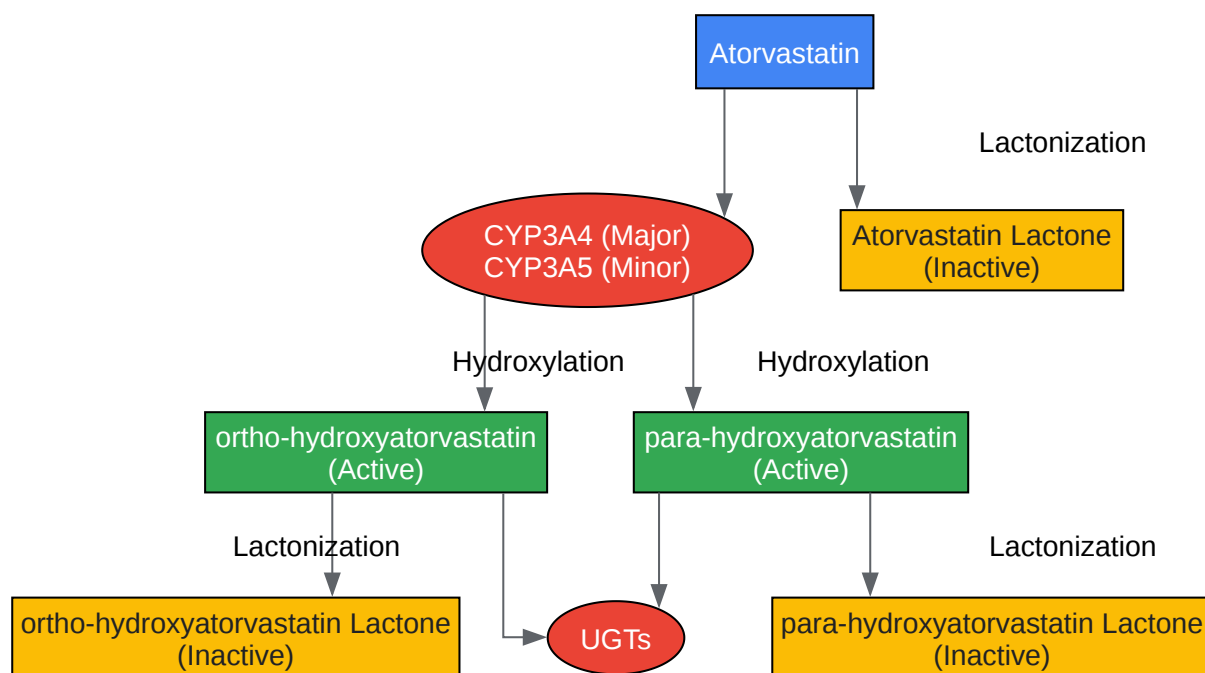 Atorvastatin
Lactonization
CYP3A4 (Major)
CYP3A5 (Minor)
Atorvastatin Lactone
(Inactive)
Hydroxylation
Hydroxylation
ortho-hydroxyatorvastatin
(Active)
para-hydroxyatorvastatin
(Active)
Lactonization
Lactonization
ortho-hydroxyatorvastatin Lactone
(Inactive)
UGTs
para-hydroxyatorvastatin Lactone
(Inactive)